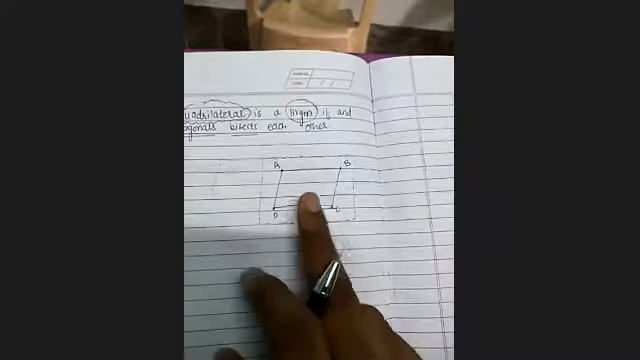 uadrilateral is a llgm if and
agonals bisects each other
A B
D C